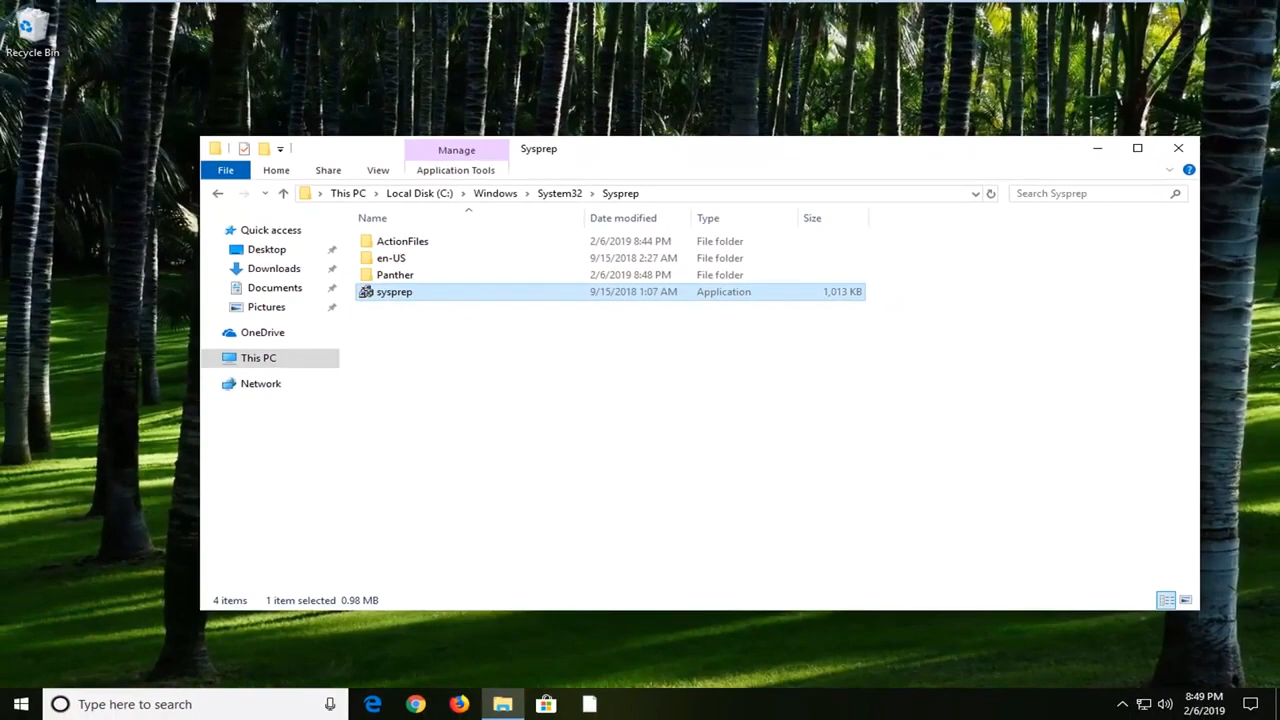 Recycle Bin
Manage
Sysprep
File
Home
Share
View
Application Tools
This PC
Local Disk (C:)
Windows
System32
Sysprep
Search Sysprep
Name
Date modified
Type
Size
Quick access
Desktop
Downloads
Documents
Pictures
OneDrive
This PC
Network
ActionFiles 2/6/2019 8:44 PM File folder
en-US 9/15/2018 2:27 AM File folder
Panther 2/6/2019 8:48 PM File folder
sysprep 9/15/2018 1:07 AM Application 1,013 KB
4 items 1 item selected 0.98 MB
Type here to search
8:49 PM
2/6/2019